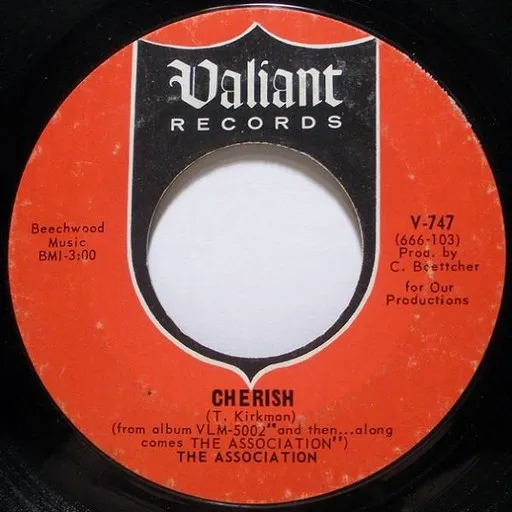 Valiant
RECORDS
Beechwood
Music
BMI-3:00
V-747
(666-103)
Prod. by
C. Boettcher
for Our
Productions
CHERISH
(T. Kirkman)
(from album VLM-5002 "and then...along
comes THE ASSOCIATION")
THE ASSOCIATION